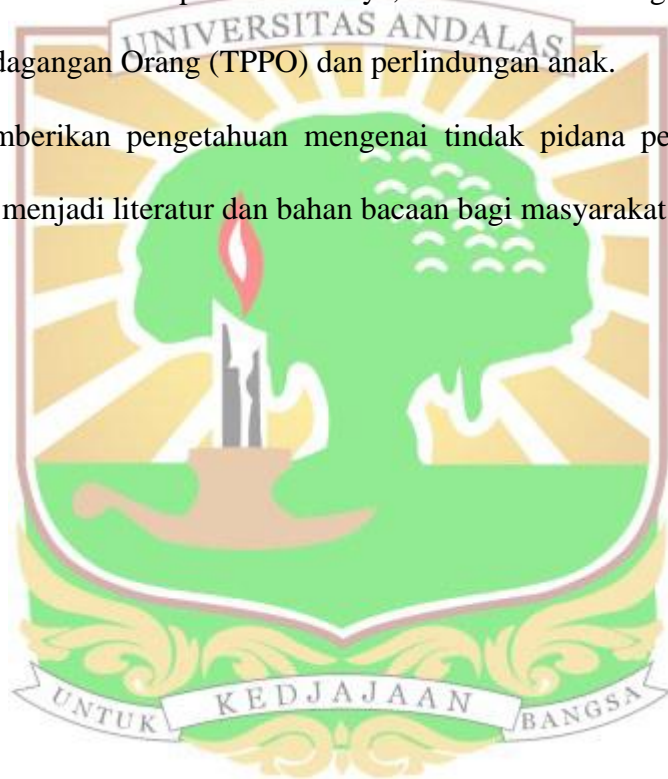 UNIVERSITAS ANDALAS
dagangan Orang (TPPO) dan perlindungan anak.
mberikan pengetahuan mengenai tindak pidana pe
menjadi literatur dan bahan bacaan bagi masyarakat
UNTUK KEDJAJAAN BANGSA